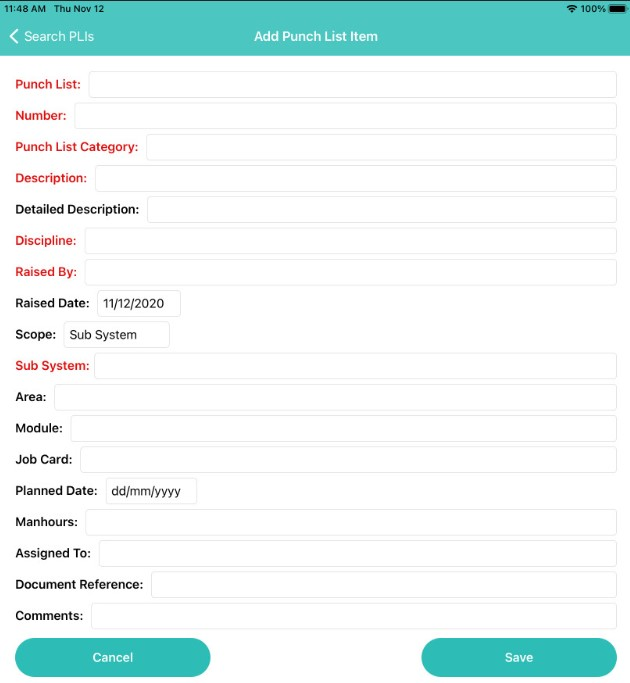 11:48 AM Thu Nov 12 100%
Search PLIs Add Punch List Item
Punch List:
Number:
Punch List Category:
Description:
Detailed Description:
Discipline:
Raised By:
Raised Date: 11/12/2020
Scope: Sub System
Sub System:
Area:
Module:
Job Card:
Planned Date: dd/mm/yyyy
Manhours:
Assigned To:
Document Reference:
Comments:
Cancel Save